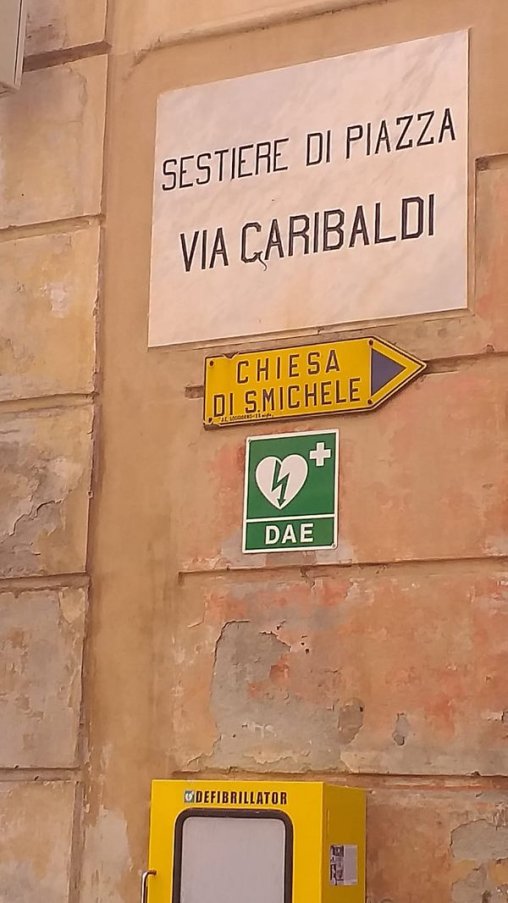 SESTIERE DI PIAZZA
VIA GARIBALDI
CHIESA
DI S.MICHELE
DAE
DEFIBRILLATOR